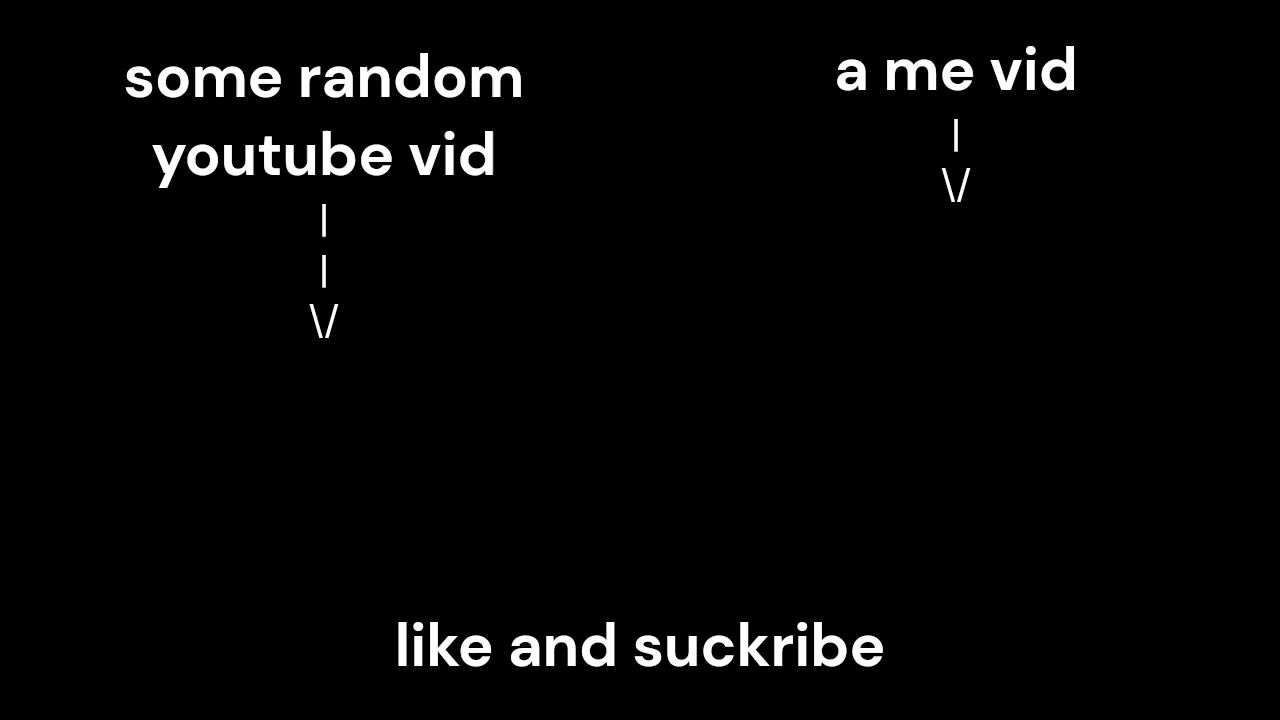 some random
youtube vid
|
|
\/
a me vid
|
\/
like and suckribe